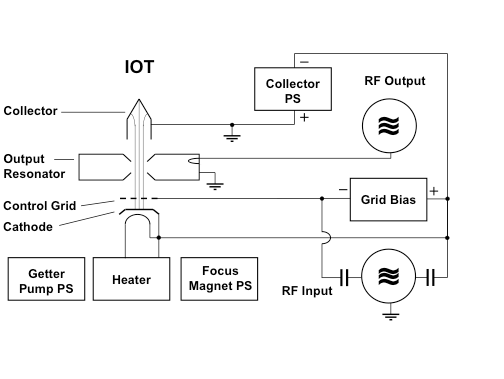 IOT
Collector
PS
−
+
RF Output
Collector
Output
Resonator
Control Grid
Cathode
−
+
Grid Bias
Getter
Pump PS
Heater
Focus
Magnet PS
RF Input